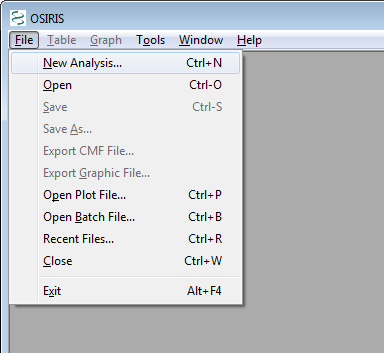 OSIRIS
File Table Graph Tools Window Help
New Analysis... Ctrl+N
Open Ctrl-O
Save Ctrl-S
Save As...
Export CMF File...
Export Graphic File...
Open Plot File... Ctrl+P
Open Batch File... Ctrl+B
Recent Files... Ctrl+R
Close Ctrl+W
Exit Alt+F4